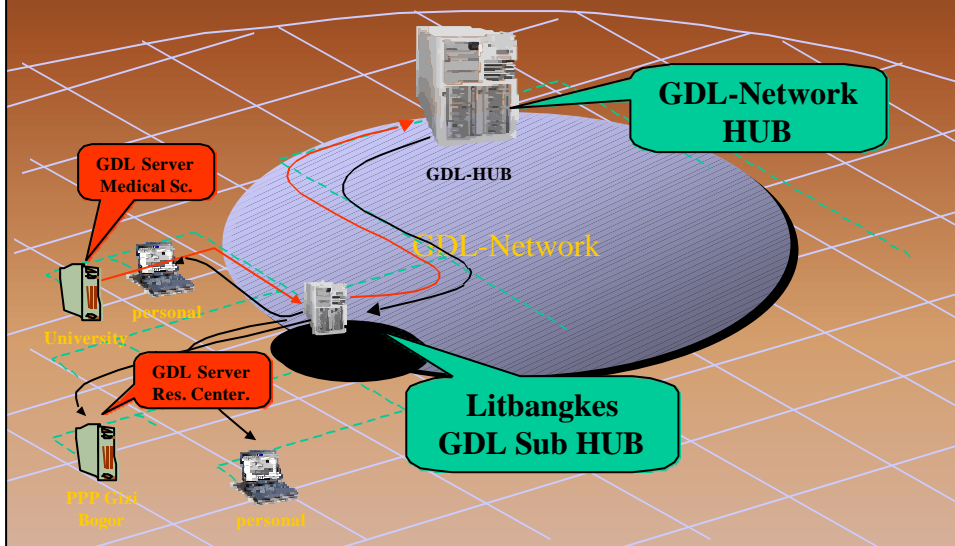 GDL-Network
HUB
GDL-HUB
GDL Server
Medical Sc.
GDL-Network
personal
University
GDL Server
Res. Center.
Litbangkes
GDL Sub HUB
PPP Gizi
Bogor
personal